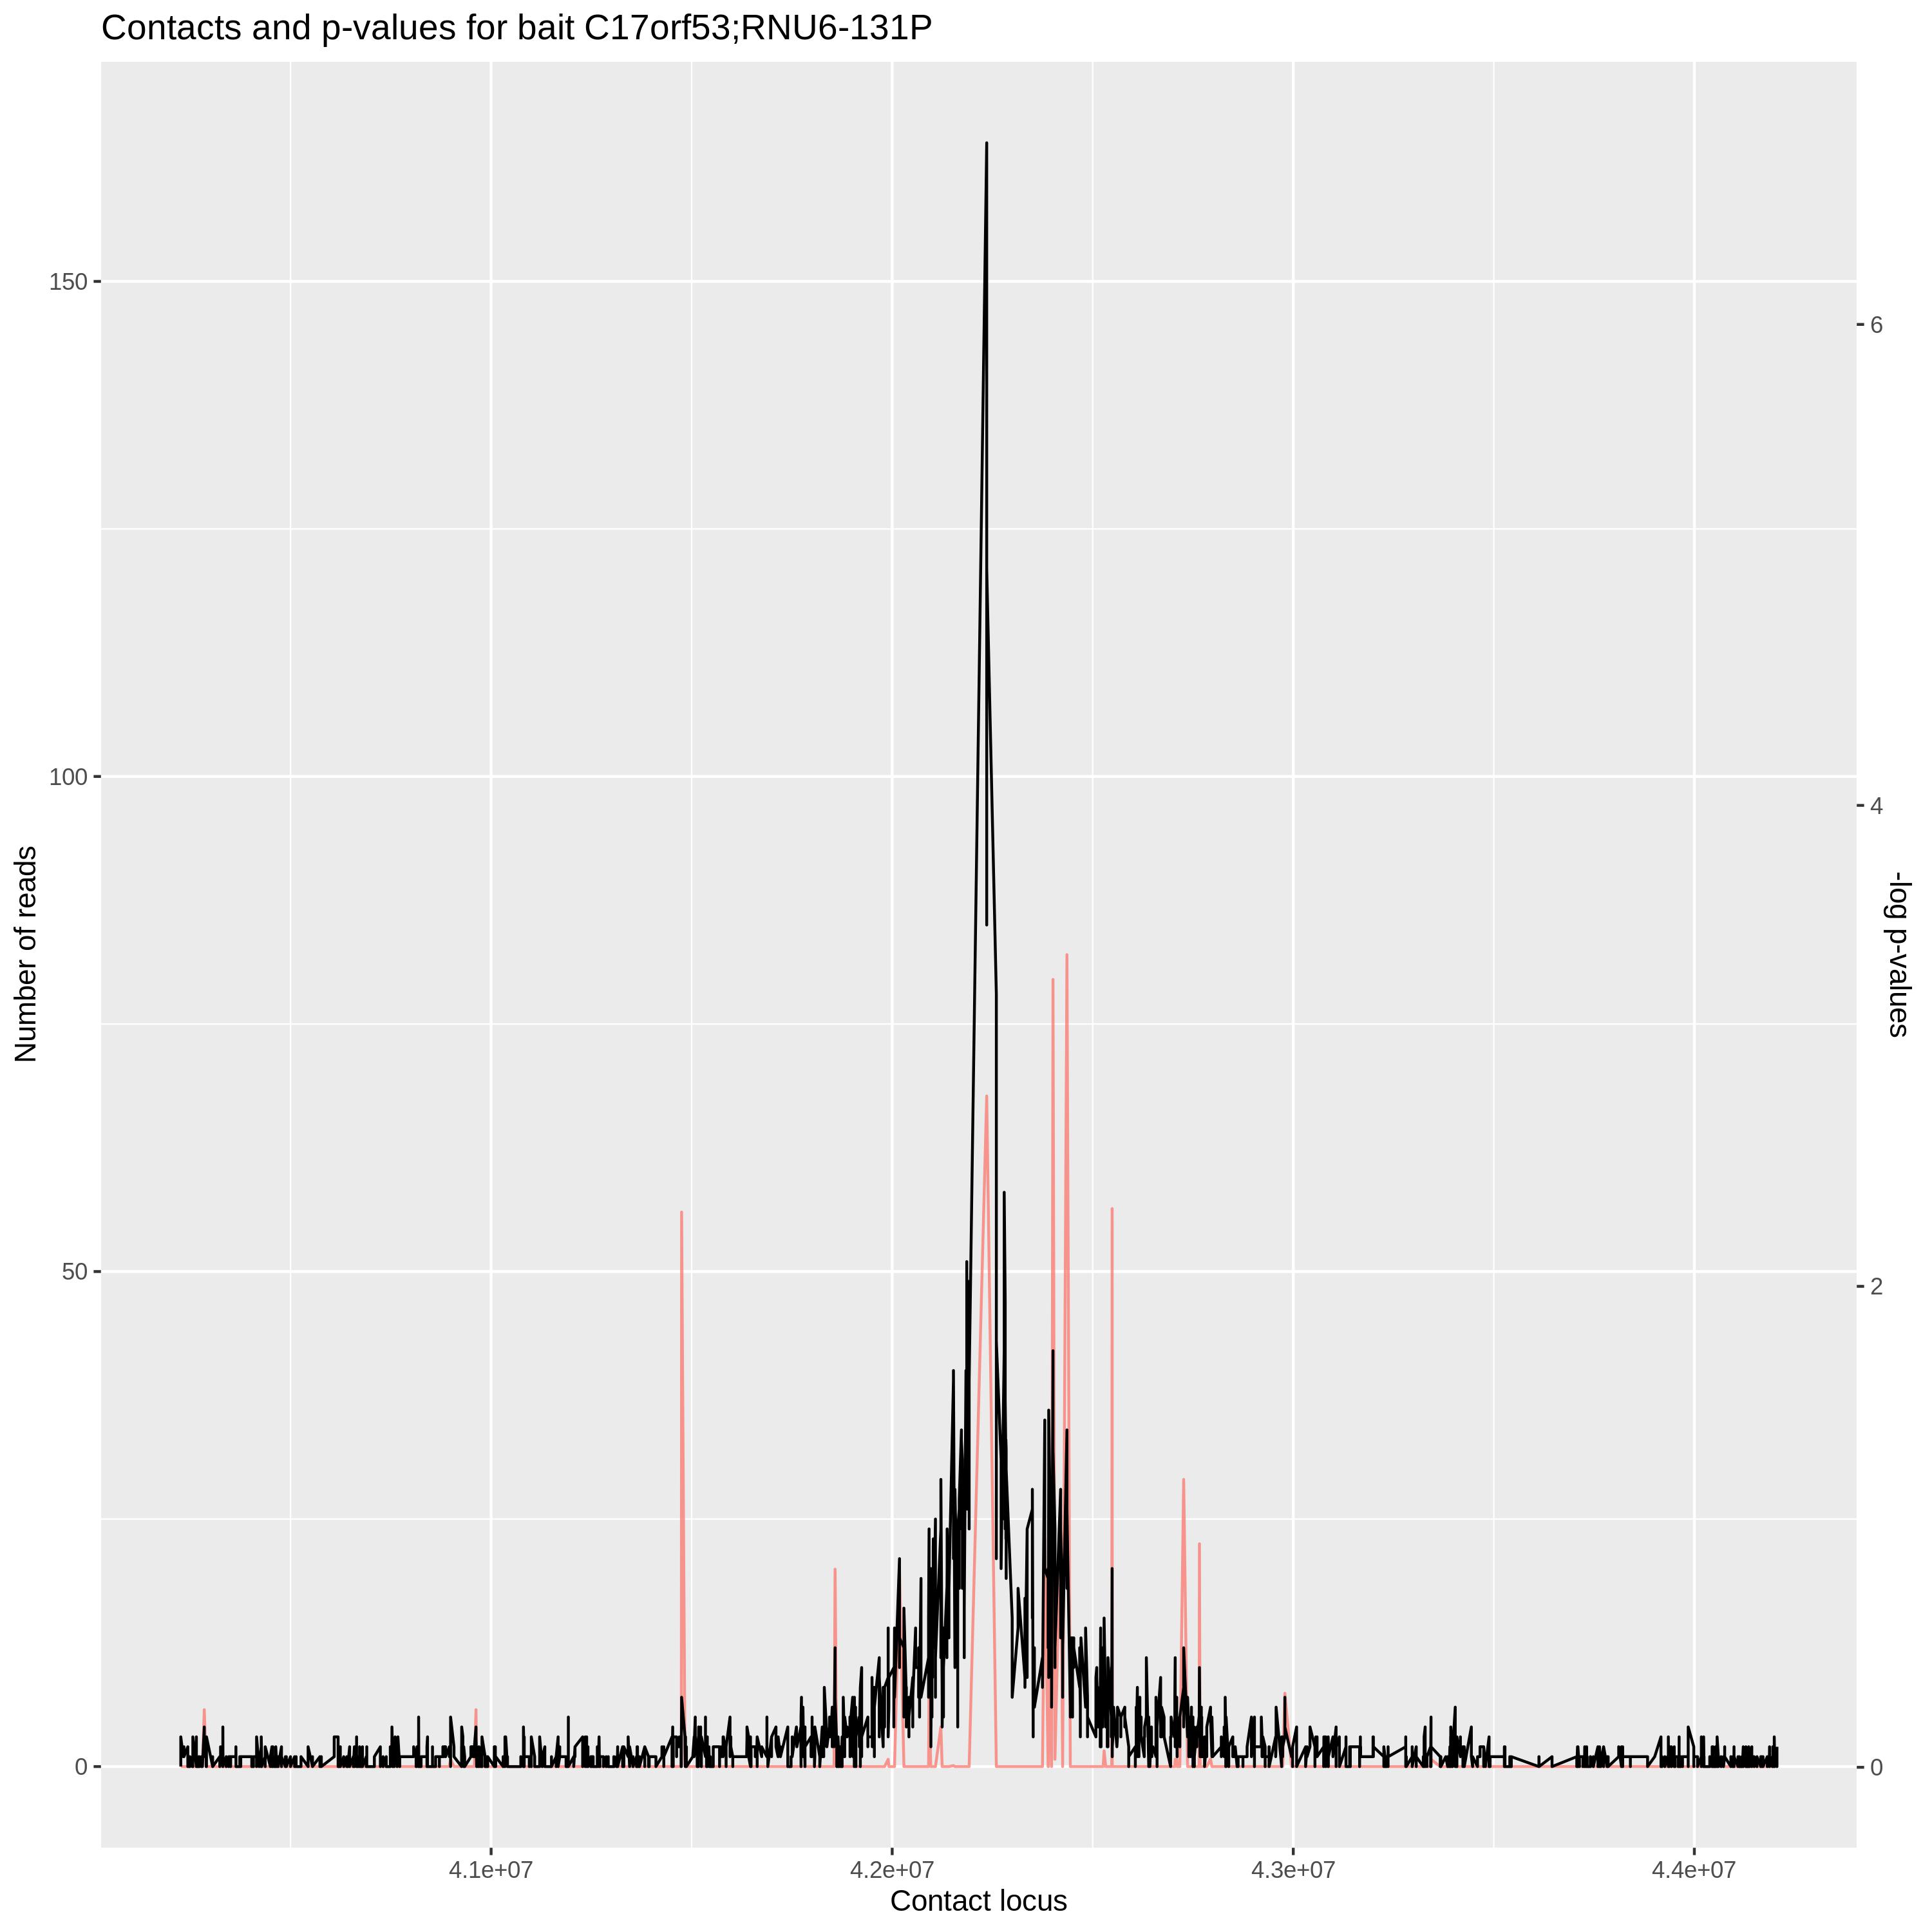 Contacts and p-values for bait C17orf53;RNU6-131P
150
100
50
0
Number of reads
6
4
2
0
-log p-values
4.1e+07
4.2e+07
4.3e+07
4.4e+07
Contact locus